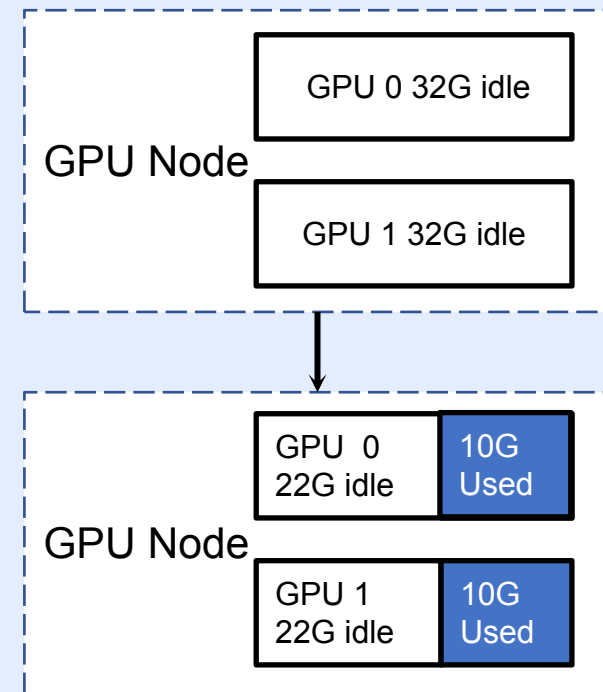 GPU Node
GPU 0 32G idle
GPU 1 32G idle
GPU Node
GPU 0
22G idle
10G
Used
GPU 1
22G idle
10G
Used